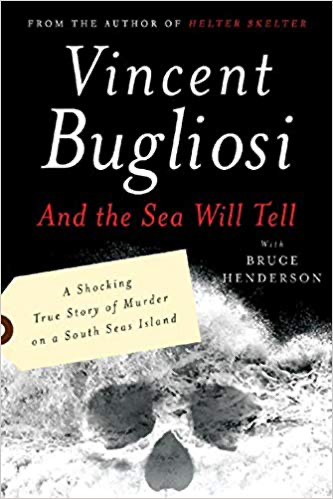 FROM THE AUTHOR OF HELTER SKELTER
Vincent
Bugliosi
And the Sea Will Tell
With
BRUCE
HENDERSON
A Shocking
True Story of Murder
on a South Seas Island